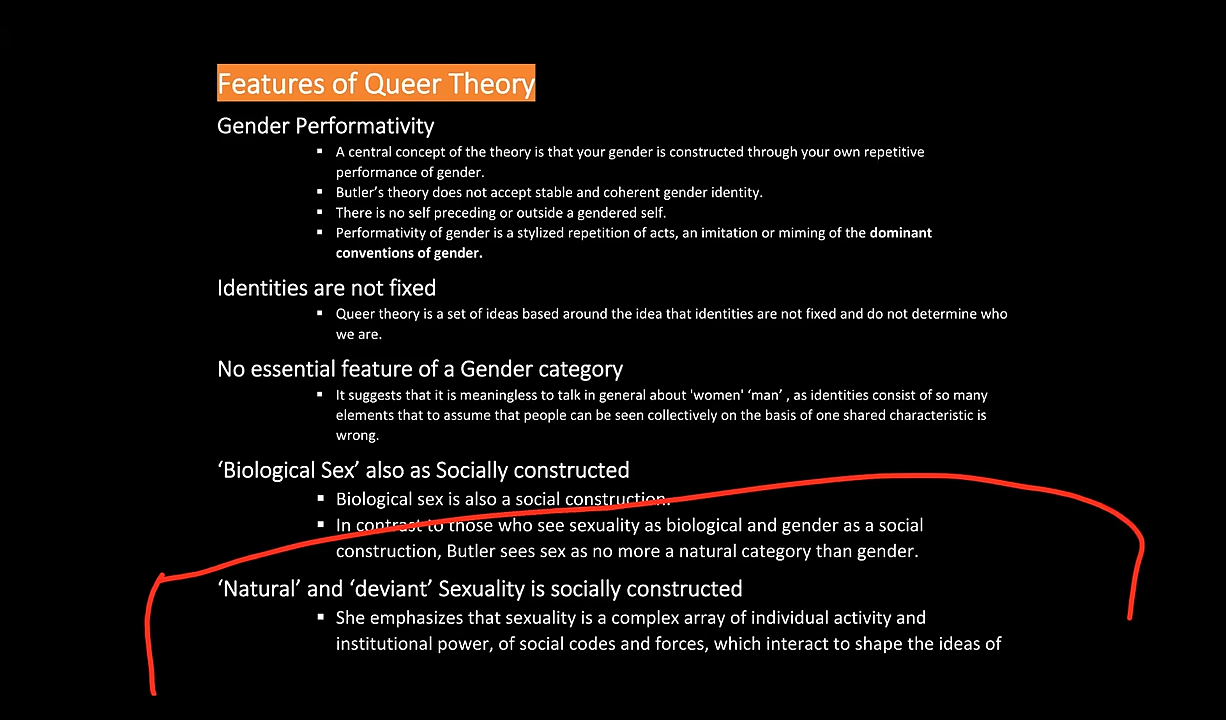 Features of Queer Theory
Gender Performativity
▪ A central concept of the theory is that your gender is constructed through your own repetitive
performance of gender.
▪ Butler’s theory does not accept stable and coherent gender identity.
▪ There is no self preceding or outside a gendered self.
▪ Performativity of gender is a stylized repetition of acts, an imitation or miming of the dominant
conventions of gender.
Identities are not fixed
▪ Queer theory is a set of ideas based around the idea that identities are not fixed and do not determine who
we are.
No essential feature of a Gender category
▪ It suggests that it is meaningless to talk in general about 'women' ‘man’ , as identities consist of so many
elements that to assume that people can be seen collectively on the basis of one shared characteristic is
wrong.
‘Biological Sex’ also as Socially constructed
▪ Biological sex is also a social construction.
▪ In contrast to those who see sexuality as biological and gender as a social
construction, Butler sees sex as no more a natural category than gender.
‘Natural’ and ‘deviant’ Sexuality is socially constructed
▪ She emphasizes that sexuality is a complex array of individual activity and
institutional power, of social codes and forces, which interact to shape the ideas of